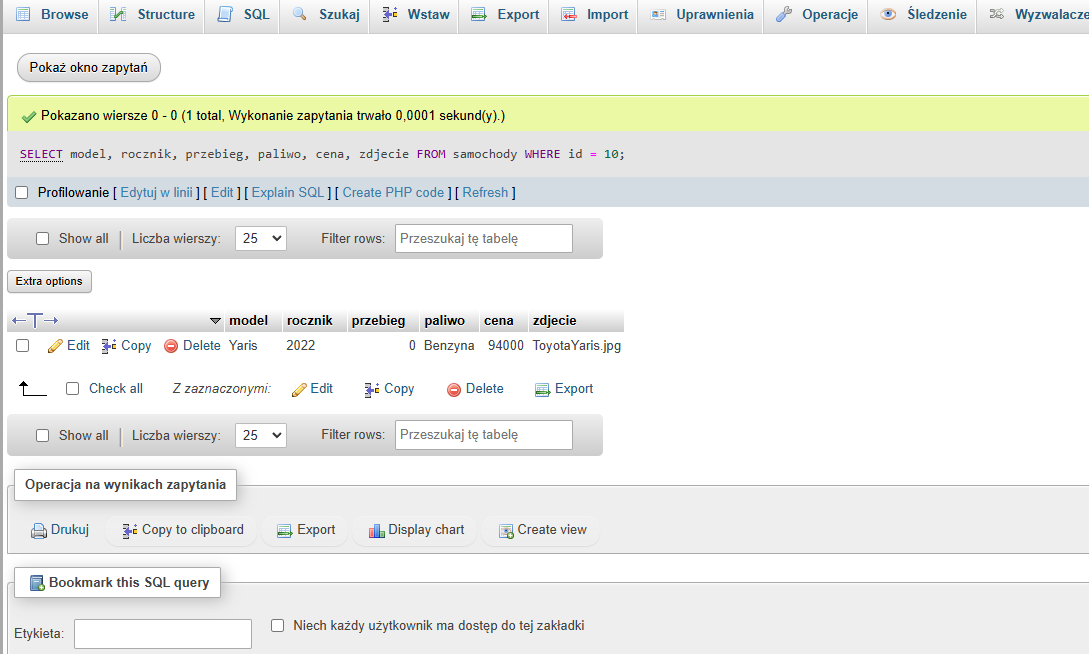 Browse Structure SQL Szukaj Wstaw Export Import Uprawnienia Operacje Śledzenie Wyzwalacze
Pokaż okno zapytań
Pokazano wiersze 0 - 0 (1 total, Wykonanie zapytania trwało 0,0001 sekund(y).)
SELECT model, rocznik, przebieg, paliwo, cena, zdjecie FROM samochody WHERE id = 10;
Profilowanie [ Edytuj w linii ] [ Edit ] [ Explain SQL ] [ Create PHP code ] [ Refresh ]
Show all | Liczba wierszy: 25 Filter rows: Przeszukaj tę tabelę
Extra options
←T→ model rocznik przebieg paliwo cena zdjecie
Edit Copy Delete Yaris 2022 0 Benzyna 94000 ToyotaYaris.jpg
Check all Z zaznaczonymi: Edit Copy Delete Export
Show all | Liczba wierszy: 25 Filter rows: Przeszukaj tę tabelę
Operacja na wynikach zapytania
Drukuj Copy to clipboard Export Display chart Create view
Bookmark this SQL query
Etykieta: Niech każdy użytkownik ma dostęp do tej zakładki